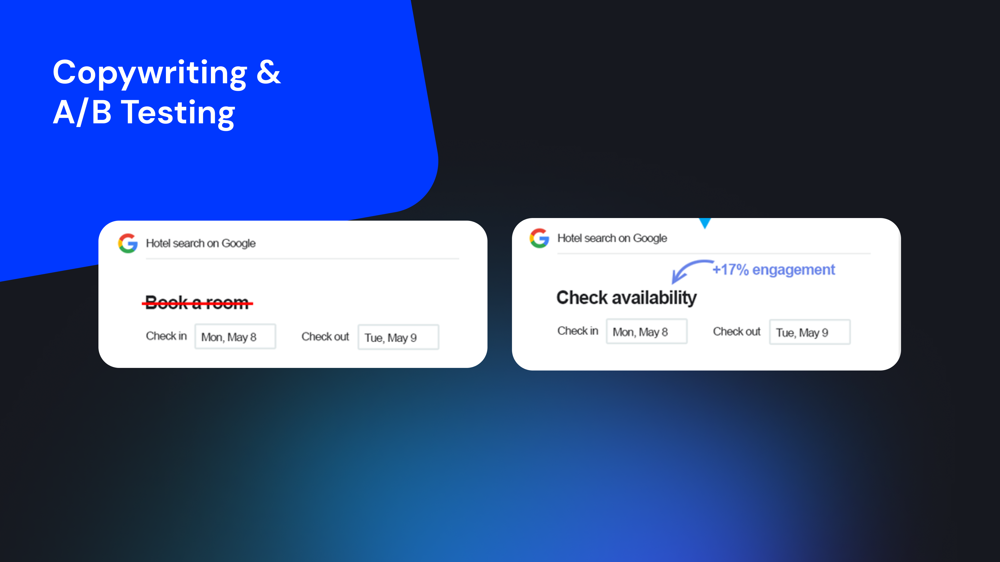 Copywriting &
A/B Testing
Hotel search on Google
Book a room
Check in Mon, May 8 Check out Tue, May 9
Hotel search on Google
+17% engagement
Check availability
Check in Mon, May 8 Check out Tue, May 9